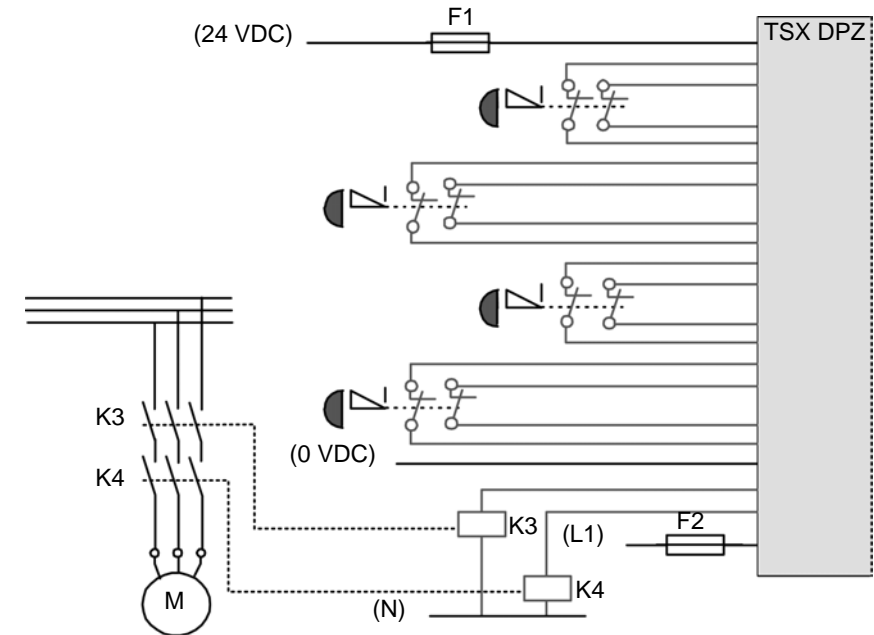 F1
(24 VDC)
TSX DPZ
K3
K4
(0 VDC)
K3
(L1)
F2
K4
M
(N)